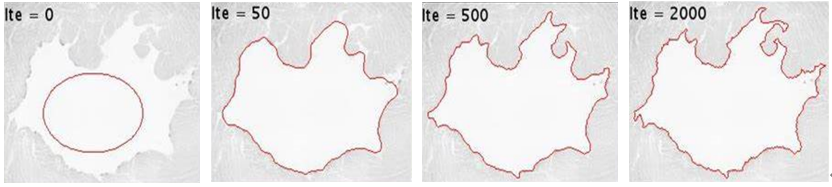 Ite = 0
Ite = 50
Ite = 500
Ite = 2000